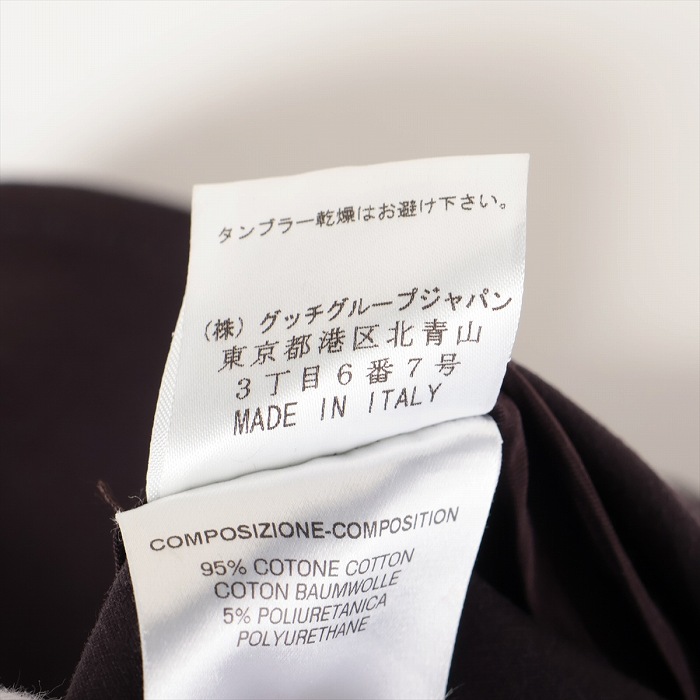 タンブラー乾燥はお避け下さい。
（株）グッチグループジャパン
東京都港区北青山
3丁目6番7号
MADE IN ITALY
COMPOSIZIONE-COMPOSITION
95% COTONE COTTON
COTON BAUMWOLLE
5% POLIURETANICA
POLYURETHANE